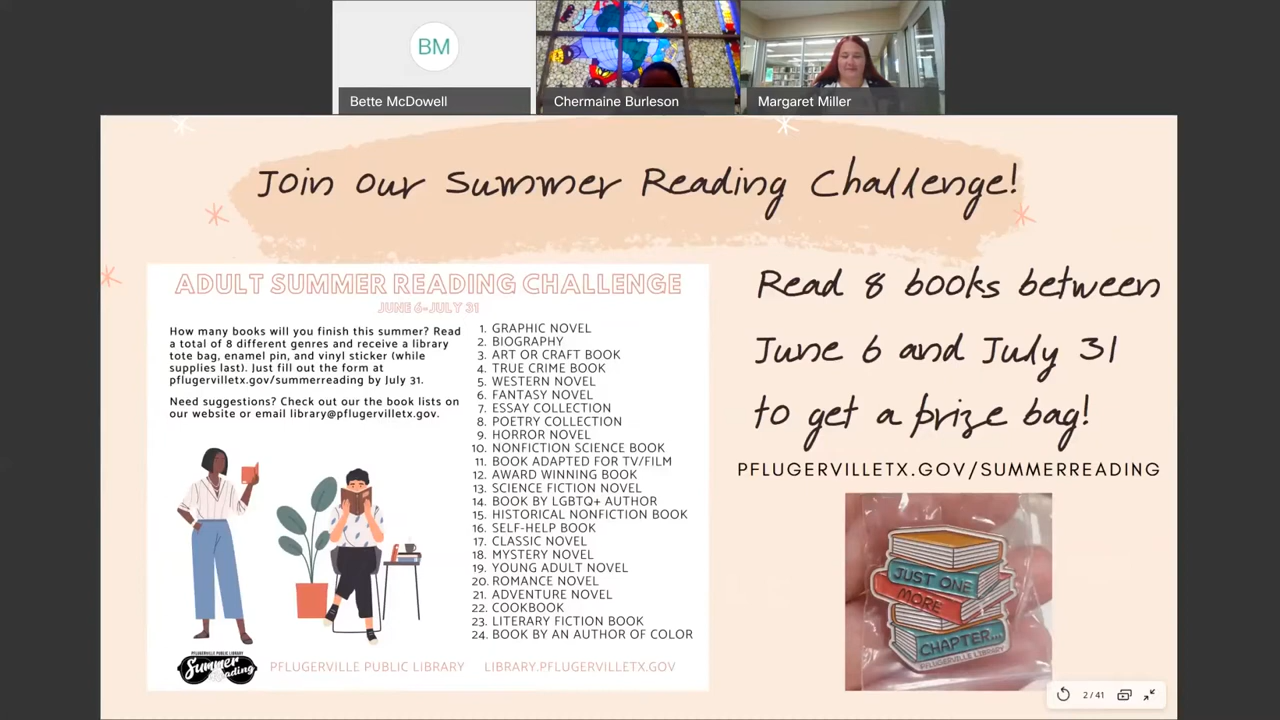 BM
Bette McDowell
Chermaine Burleson
Margaret Miller
Join our Summer Reading Challenge!
ADULT SUMMER READING CHALLENGE
JUNE 6-JULY 31
How many books will you finish this summer? Read
a total of 8 different genres and receive a library
tote bag, enamel pin, and vinyl sticker (while
supplies last). Just fill out the form at
pflugervilletx.gov/summerreading by July 31.
Need suggestions? Check out our the book lists on
our website or email library@pflugervilletx.gov.
1. GRAPHIC NOVEL
2. BIOGRAPHY
3. ART OR CRAFT BOOK
4. TRUE CRIME BOOK
5. WESTERN NOVEL
6. FANTASY NOVEL
7. ESSAY COLLECTION
8. POETRY COLLECTION
9. HORROR NOVEL
10. NONFICTION SCIENCE BOOK
11. BOOK ADAPTED FOR TV/FILM
12. AWARD WINNING BOOK
13. SCIENCE FICTION NOVEL
14. BOOK BY LGBTQ+ AUTHOR
15. HISTORICAL NONFICTION BOOK
16. SELF-HELP BOOK
17. CLASSIC NOVEL
18. MYSTERY NOVEL
19. YOUNG ADULT NOVEL
20. ROMANCE NOVEL
21. ADVENTURE NOVEL
22. COOKBOOK
23. LITERARY FICTION BOOK
24. BOOK BY AN AUTHOR OF COLOR
PFLUGERVILLE PUBLIC LIBRARY
Summer
Reading
PFLUGERVILLE PUBLIC LIBRARY
LIBRARY.PFLUGERVILLETX.GOV
Read 8 books between
June 6 and July 31
to get a prize bag!
PFLUGERVILLETX.GOV/SUMMERREADING
JUST ONE
MORE
CHAPTER...
PFLUGERVILLE LIBRARY
2 / 41